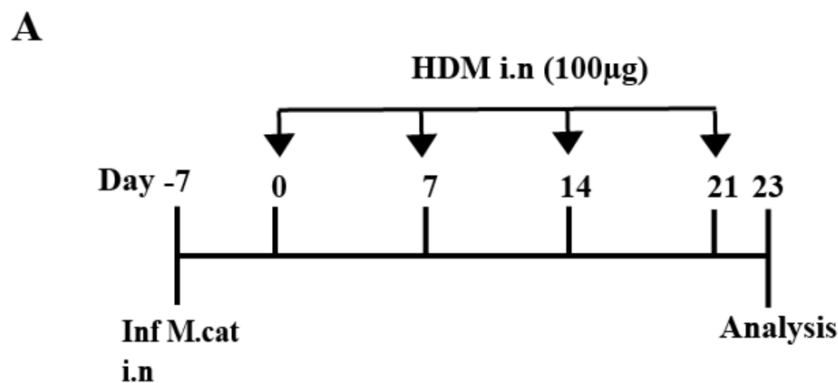 A
HDM i.n (100µg)
Day -7 0 7 14 21 23
Inf M.cat
i.n
Analysis